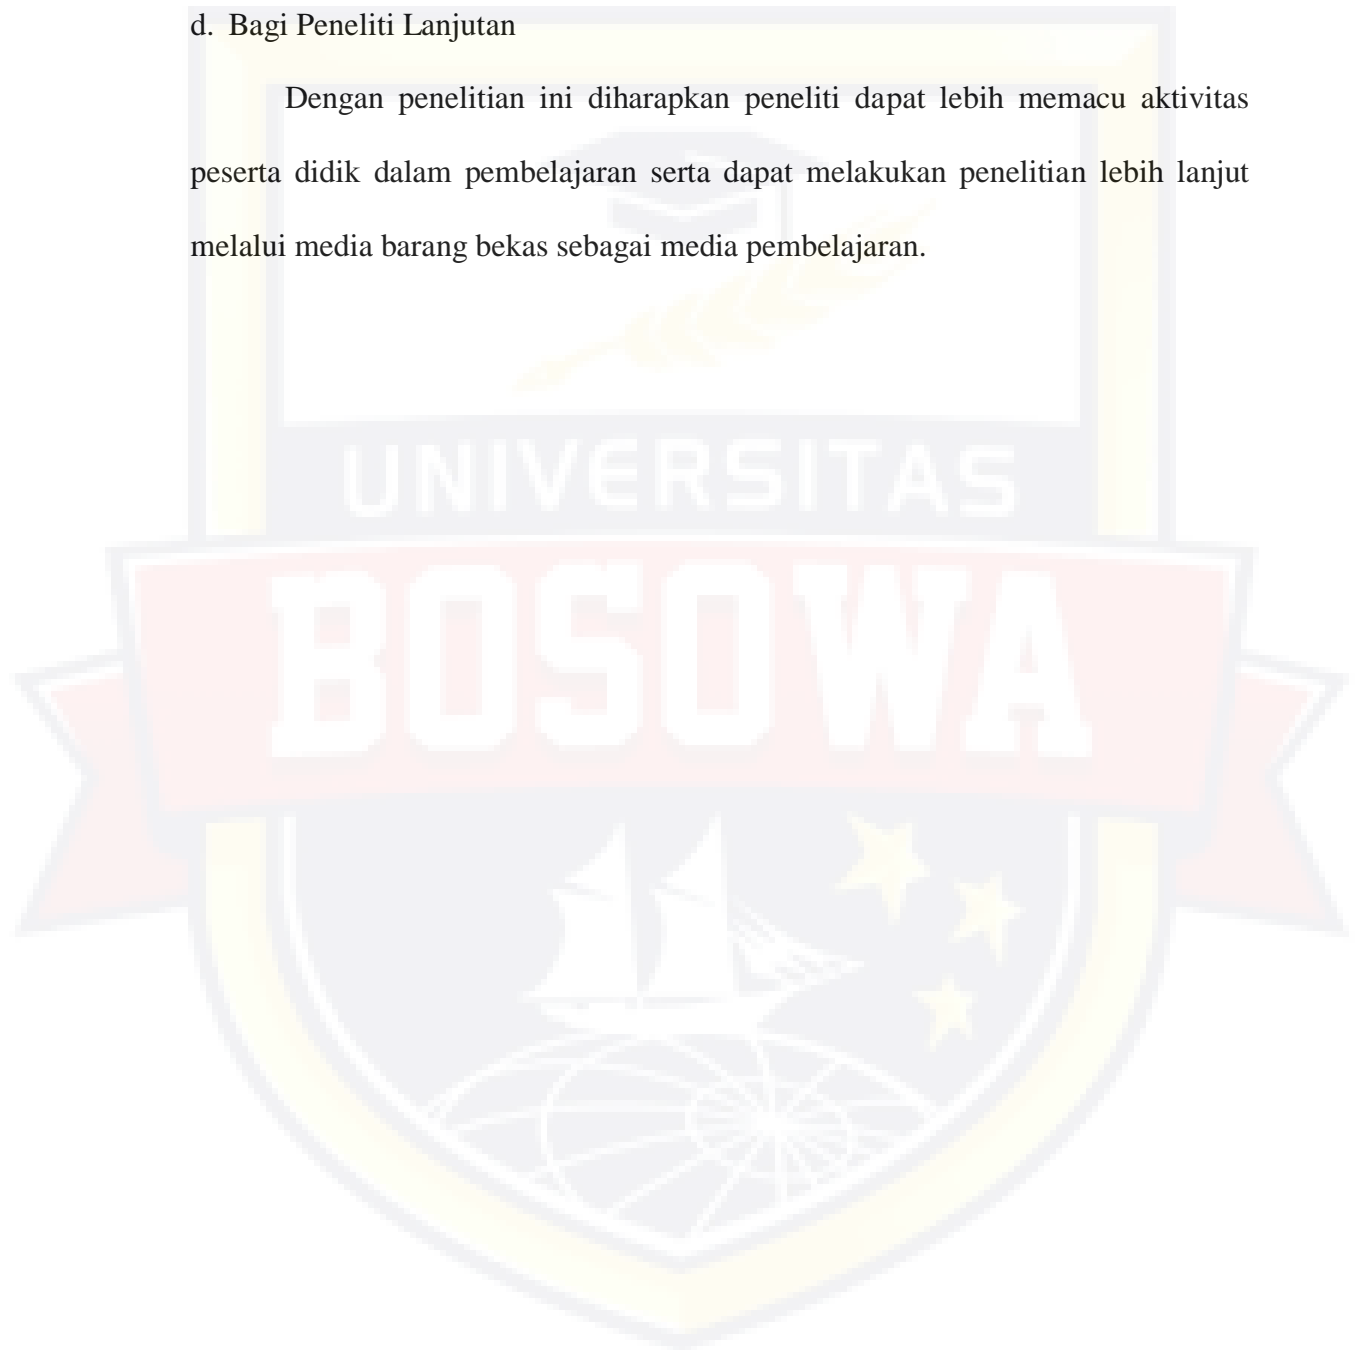 d. Bagi Peneliti Lanjutan
Dengan penelitian ini diharapkan peneliti dapat lebih memacu aktivitas
peserta didik dalam pembelajaran serta dapat melakukan penelitian lebih lanjut
melalui media barang bekas sebagai media pembelajaran.
UNIVERSITAS
BOSOWA